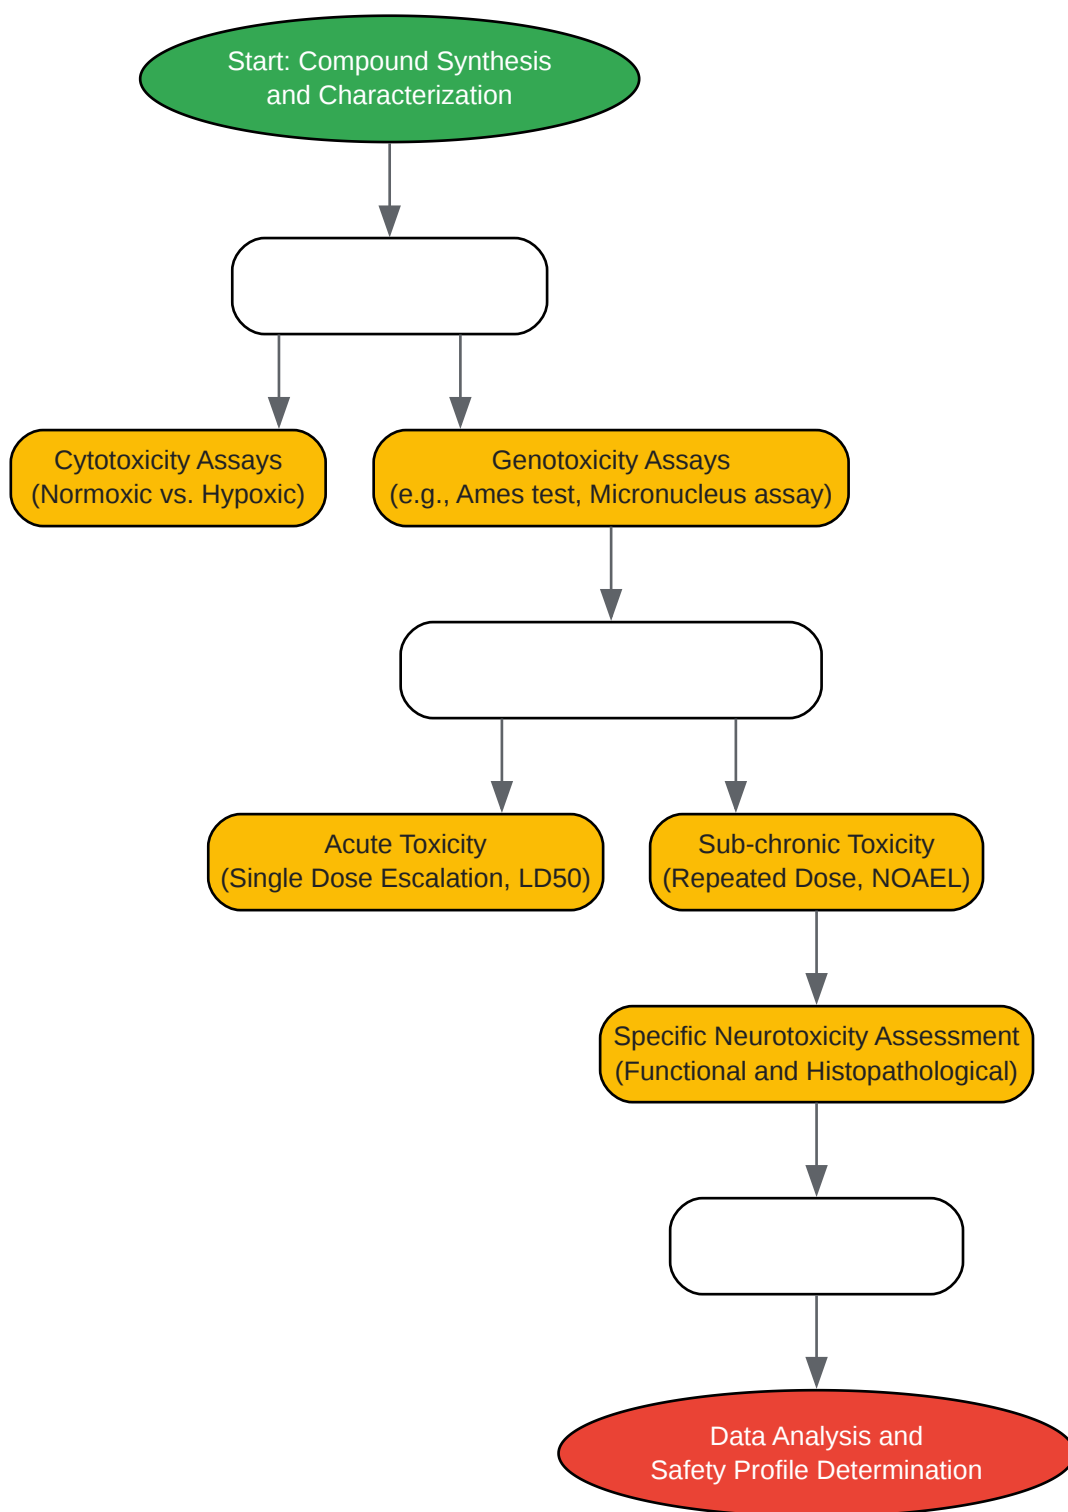 Start: Compound Synthesis
and Characterization
Cytotoxicity Assays
(Normoxic vs. Hypoxic)
Genotoxicity Assays
(e.g., Ames test, Micronucleus assay)
Acute Toxicity
(Single Dose Escalation, LD50)
Sub-chronic Toxicity
(Repeated Dose, NOAEL)
Specific Neurotoxicity Assessment
(Functional and Histopathological)
Data Analysis and
Safety Profile Determination